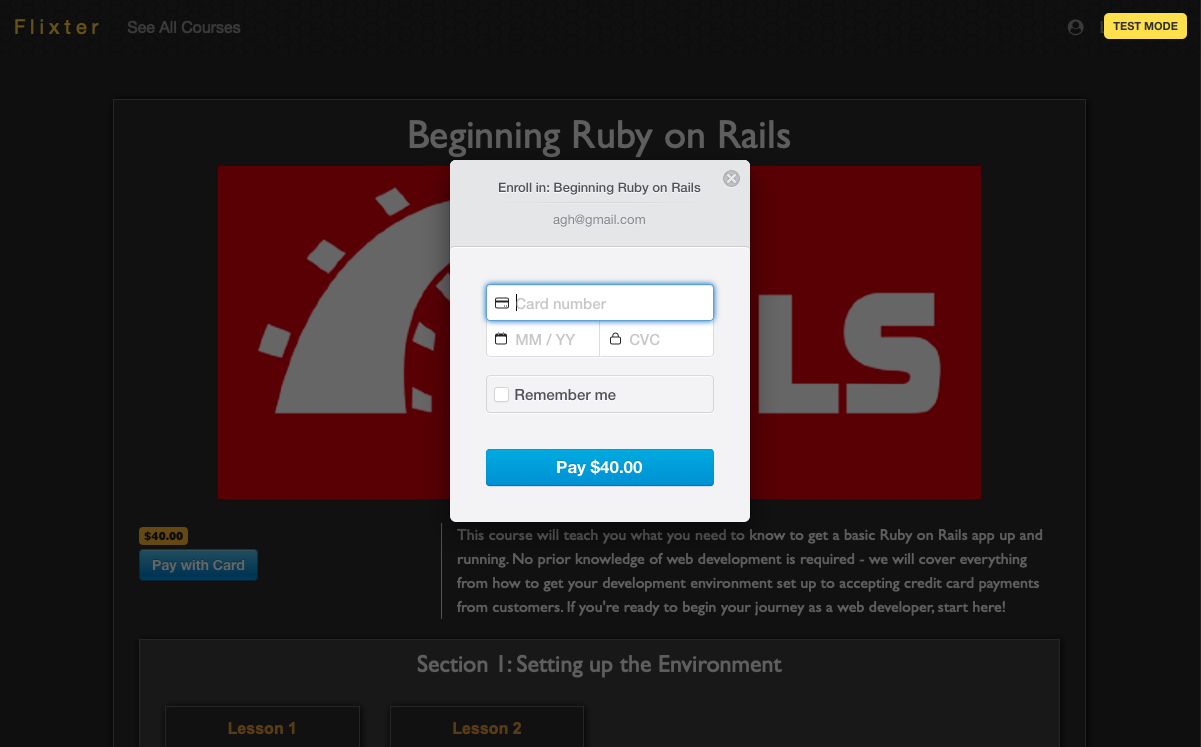 Flixter
See All Courses
TEST MODE
Beginning Ruby on Rails
Enroll in: Beginning Ruby on Rails
agh@gmail.com
Card number
MM / YY
CVC
Remember me
Pay $40.00
$40.00
Pay with Card
This course will teach you what you need to know to get a basic Ruby on Rails app up and
running. No prior knowledge of web development is required - we will cover everything
from how to get your development environment set up to accepting credit card payments
from customers. If you're ready to begin your journey as a web developer, start here!
Section 1: Setting up the Environment
Lesson 1
Lesson 2